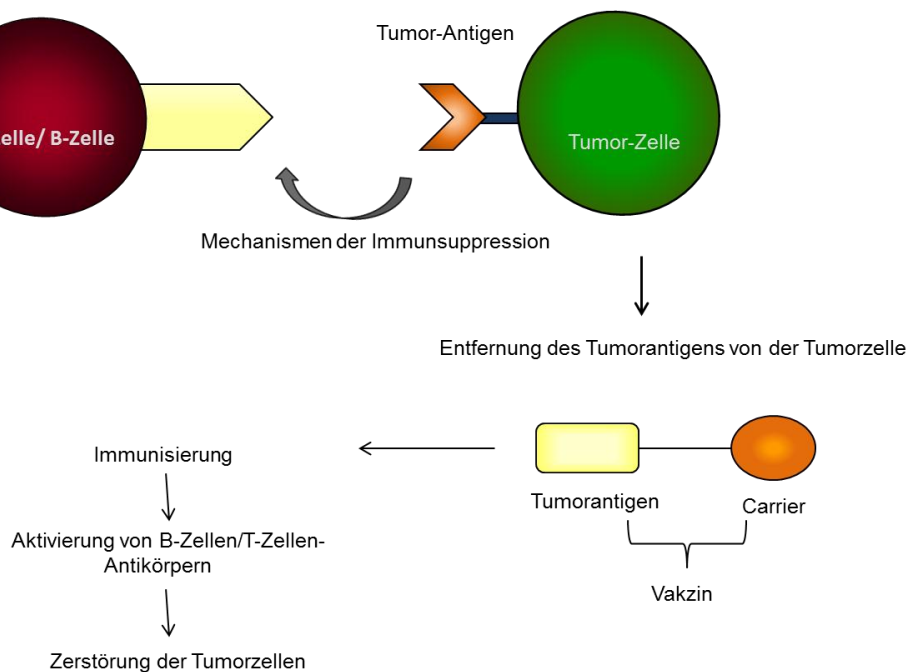 Tumor-Antigen
elle/ B-Zelle
Tumor-Zelle
Mechanismen der Immunsuppression
Entfernung des Tumorantigens von der Tumorzelle
Immunisierung
Tumorantigen
Carrier
Aktivierung von B-Zellen/T-Zellen-
Antikörpern
Vakzin
Zerstörung der Tumorzellen